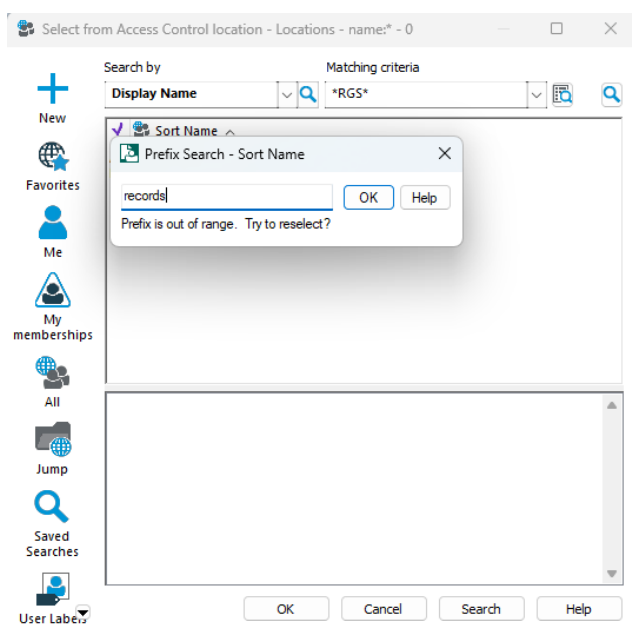 Select from Access Control location - Locations - name:* - 0
Search by
Matching criteria
Display Name
*RGS*
New
Sort Name
Prefix Search - Sort Name
records
OK
Help
Prefix is out of range. Try to reselect?
Favorites
Me
My
memberships
All
Jump
Saved
Searches
User Labels
OK
Cancel
Search
Help